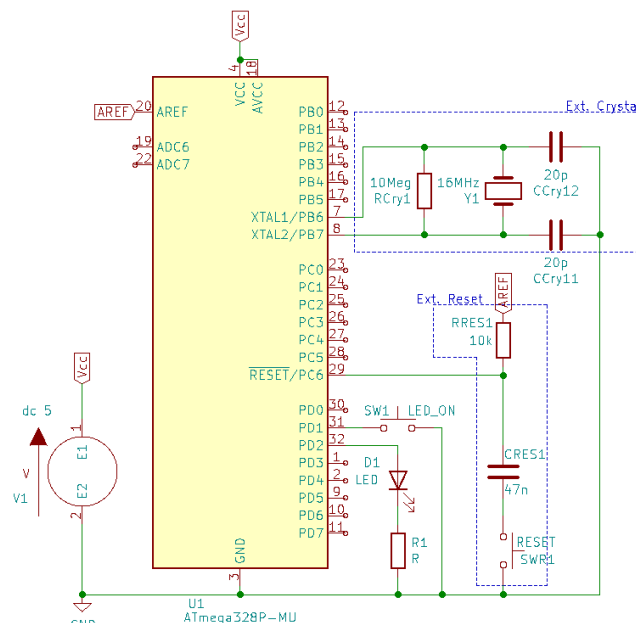 Vcc
4
18
VCC
AVCC
AREF
20
AREF
19
ADC6
22
ADC7
PB0
12
PB1
13
PB2
14
PB3
15
PB4
16
PB5
17
XTAL1/PB6
7
XTAL2/PB7
8
PC0
23
PC1
24
PC2
25
PC3
26
PC4
27
PC5
28
RESET/PC6
29
PD0
30
PD1
31
PD2
32
PD3
1
PD4
2
PD5
9
PD6
10
PD7
11
GND
3
U1
ATmega328P-MU
Ext. Crysta
10Meg
RCry1
16MHz
Y1
20p
CCry12
20p
CCry11
Ext. Reset
AREF
RRES1
10k
CRES1
47n
RESET
SWR1
SW1
LED_ON
D1
LED
R1
R
Vcc
dc 5
V
V1
1
E1
E2
2
GND